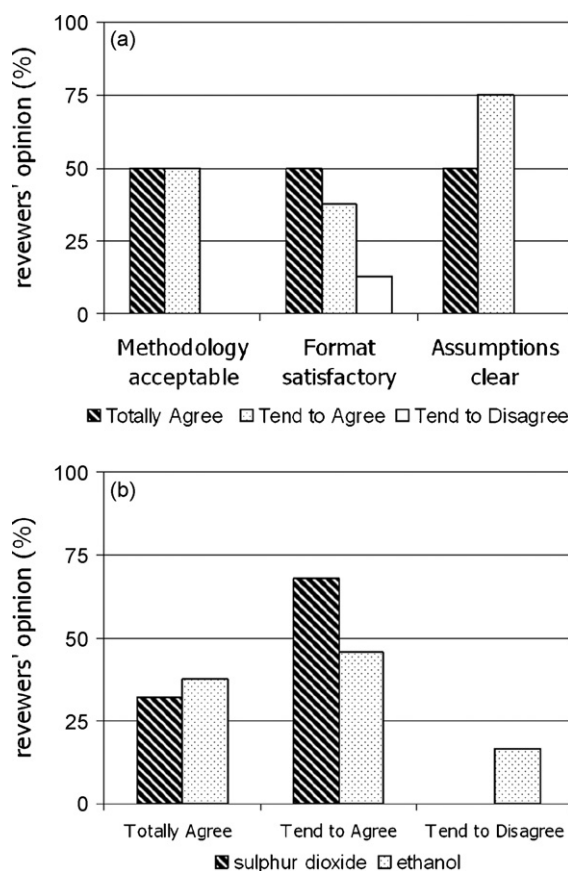 100
(a)
75
50
25
0
revewers' opinion (%)
Methodology acceptable
Format satisfactory
Assumptions clear
Totally Agree Tend to Agree Tend to Disagree
100
(b)
75
50
25
0
revewers' opinion (%)
Totally Agree Tend to Agree Tend to Disagree
sulphur dioxide ethanol